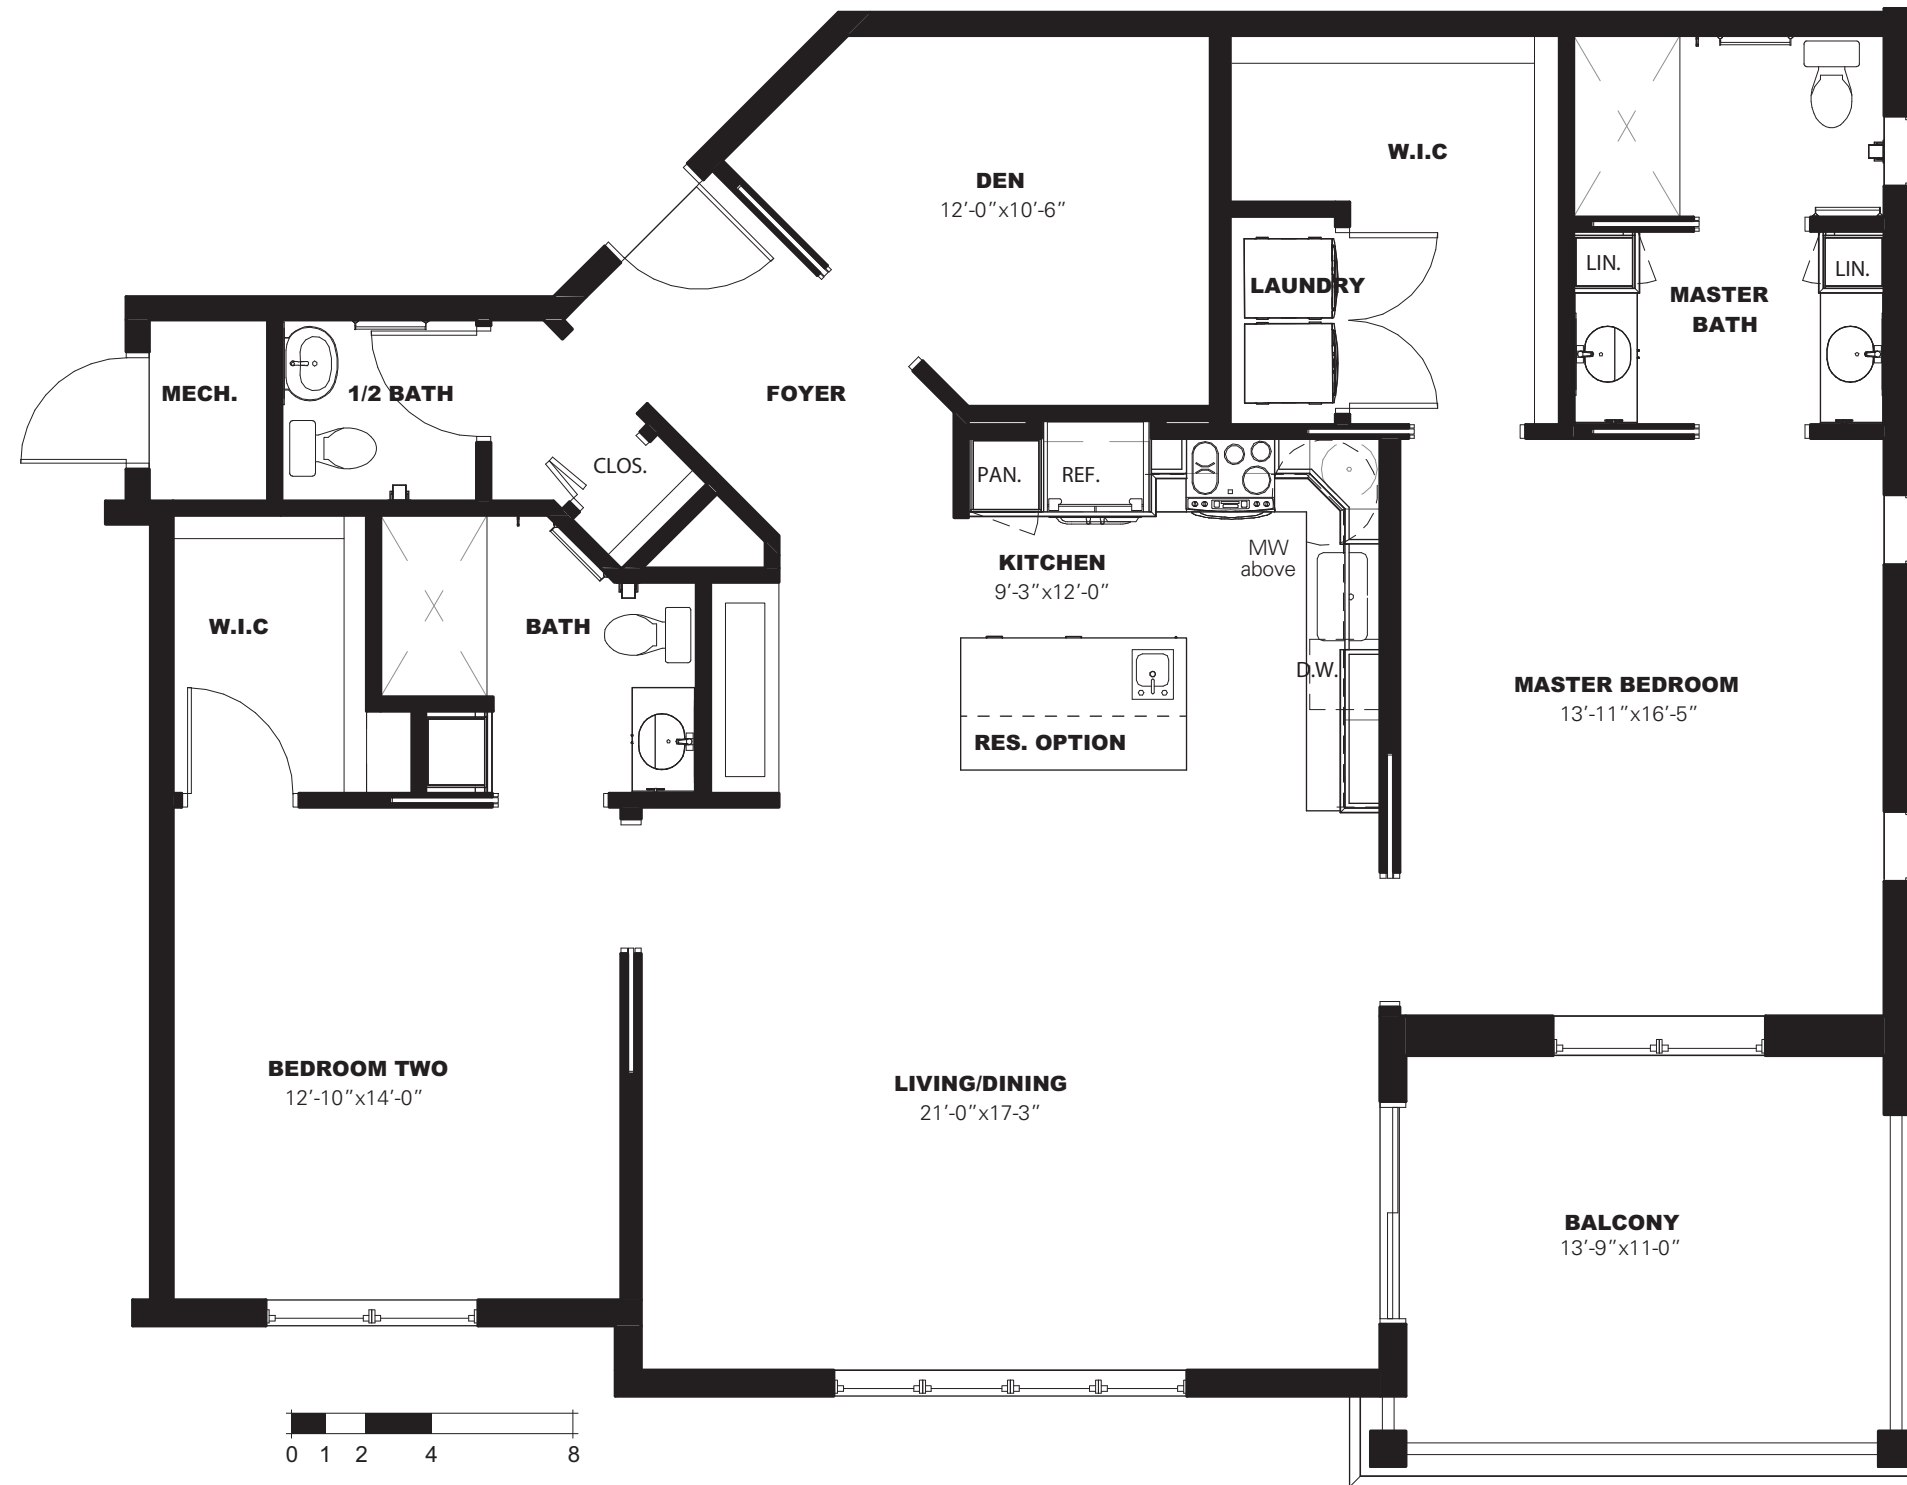 W.I.C
DEN
12'-0"x10'-6"
LIN.
LIN.
LAUNDRY
MASTER
BATH
MECH.
1/2 BATH
FOYER
CLOS.
PAN.
REF.
MW
above
KITCHEN
9'-3"x12'-0"
W.I.C
BATH
D.W.
MASTER BEDROOM
13'-11"x16'-5"
RES. OPTION
BEDROOM TWO
12'-10"x14'-0"
LIVING/DINING
21'-0"x17-3"
BALCONY
13'-9"x11-0"
0 1 2 4 8